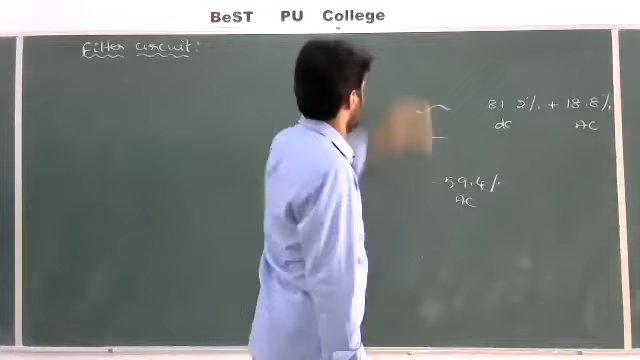 BeST PU College
Filter circuit:
81.2% + 18.8%
dc AC
59.4%
AC